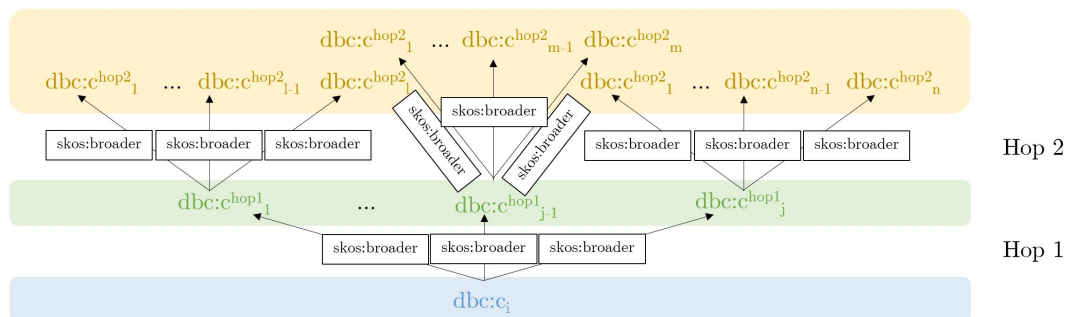 dbc:c^hop2_1 ... dbc:c^hop2_m-1 dbc:c^hop2_m
dbc:c^hop2_1 ... dbc:c^hop2_l-1 dbc:c^hop2_l dbc:c^hop2_1 ... dbc:c^hop2_n-1 dbc:c^hop2_n
skos:broader
skos:broader skos:broader skos:broader skos:broader skos:broader skos:broader skos:broader skos:broader Hop 2
dbc:c^hop1_1 ... dbc:c^hop1_j-1 dbc:c^hop1_j
skos:broader skos:broader skos:broader Hop 1
dbc:c_i